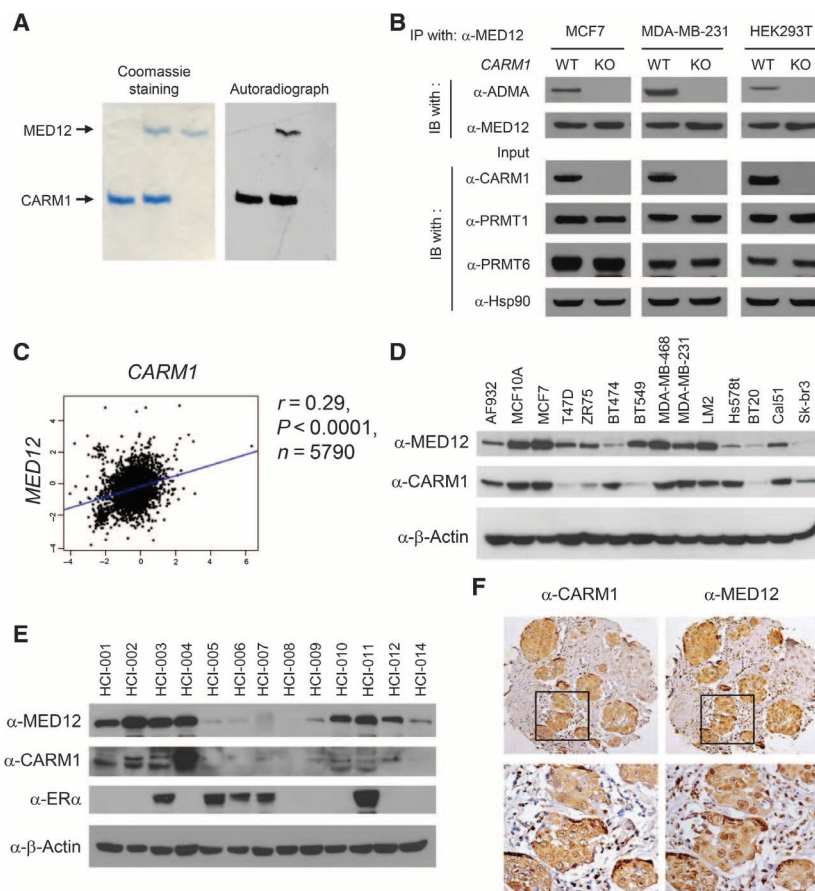 A
Coomassie staining
Autoradiograph
MED12
CARM1
B
IP with: α-MED12
MCF7
MDA-MB-231
HEK293T
CARM1
WT KO WT KO WT KO
IB with :
α-ADMA
α-MED12
Input
IB with :
α-CARM1
α-PRMT1
α-PRMT6
α-Hsp90
C
CARM1
MED12
4
2
0
-2
-4
-4 -2 0 2 4 6
r = 0.29,
P < 0.0001,
n = 5790
D
AF932
MCF10A
MCF7
T47D
ZR75
BT474
BT549
MDA-MB-468
MDA-MB-231
LM2
Hs578t
BT20
Cal51
Sk-br3
α-MED12
α-CARM1
α-β-Actin
E
HCI-001
HCI-002
HCI-003
HCI-004
HCI-005
HCI-006
HCI-007
HCI-008
HCI-009
HCI-010
HCI-011
HCI-012
HCI-014
α-MED12
α-CARM1
α-ERα
α-β-Actin
F
α-CARM1
α-MED12